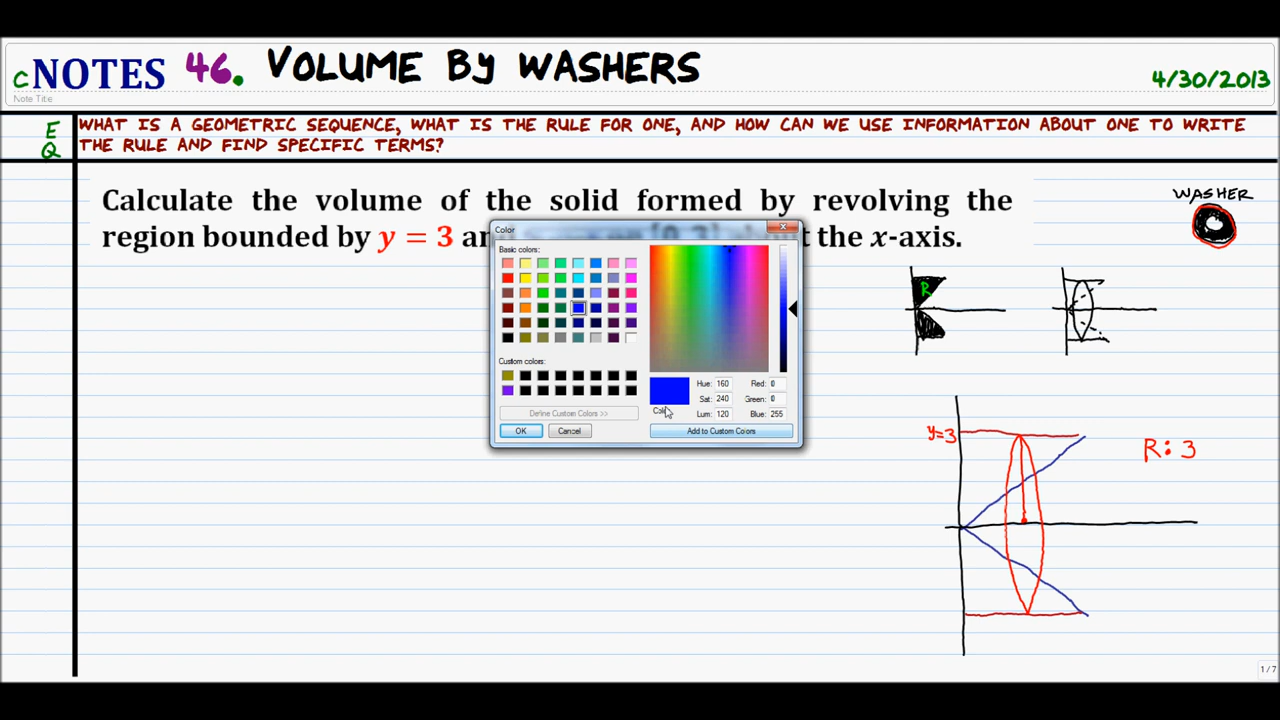 cNOTES 46. VOLUME BY WASHERS
4/30/2013
Note Title
EQ
WHAT IS A GEOMETRIC SEQUENCE, WHAT IS THE RULE FOR ONE, AND HOW CAN WE USE INFORMATION ABOUT ONE TO WRITE
THE RULE AND FIND SPECIFIC TERMS?
Calculate the volume of the solid formed by revolving the
region bounded by y = 3 an the x-axis.
WASHER
R
Color
Basic colors:
Custom colors:
Define Custom Colors >>
OK
Cancel
Hue: 160
Red: 0
Sat: 240
Green: 0
Lum: 120
Blue: 255
Add to Custom Colors
y=3
R: 3
1/7